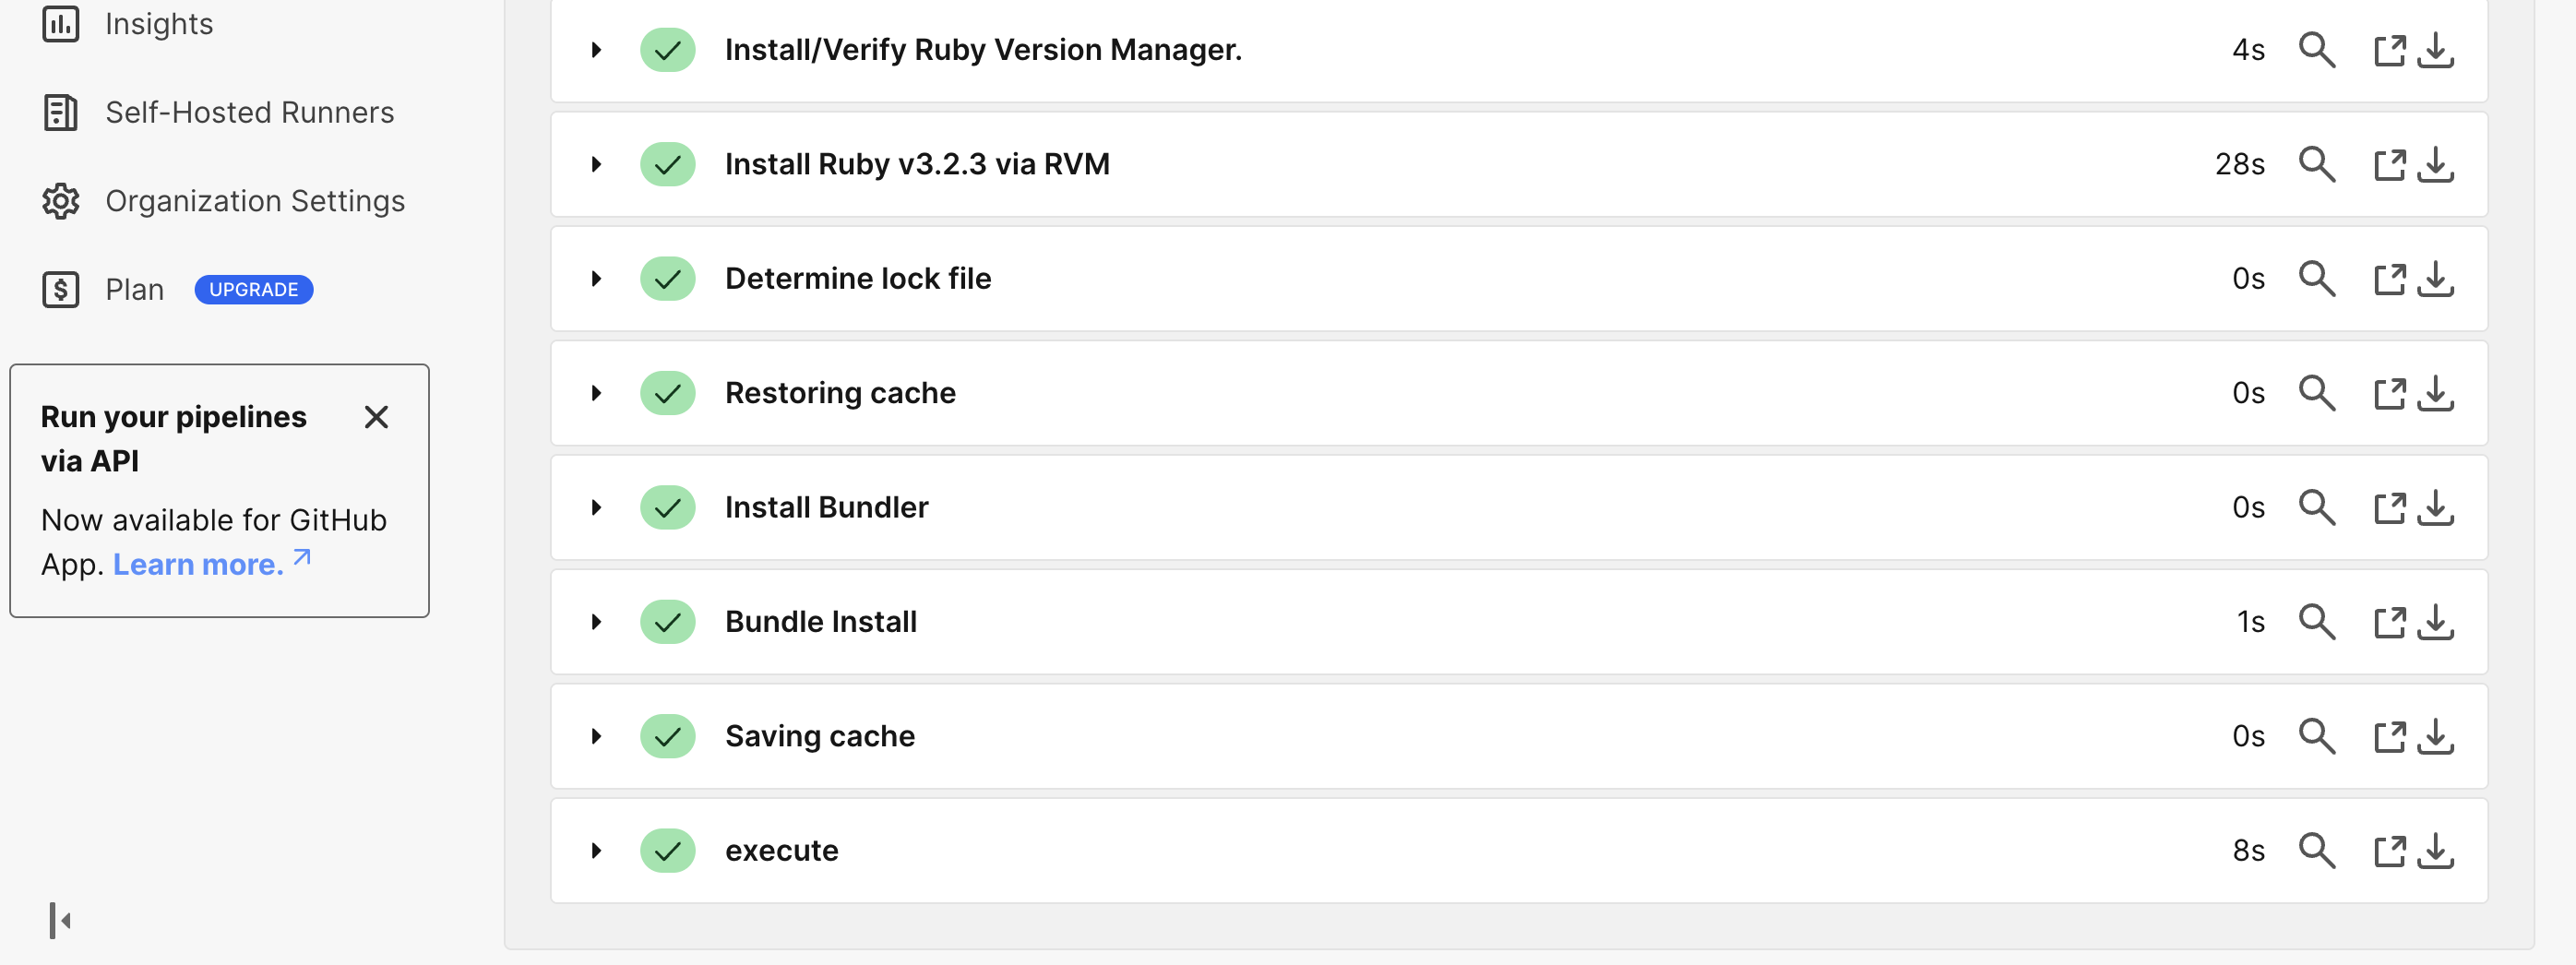 Insights
Self-Hosted Runners
Organization Settings
Plan UPGRADE
Run your pipelines
via API
Now available for GitHub
App. Learn more.
Install/Verify Ruby Version Manager. 4s
Install Ruby v3.2.3 via RVM 28s
Determine lock file 0s
Restoring cache 0s
Install Bundler 0s
Bundle Install 1s
Saving cache 0s
execute 8s